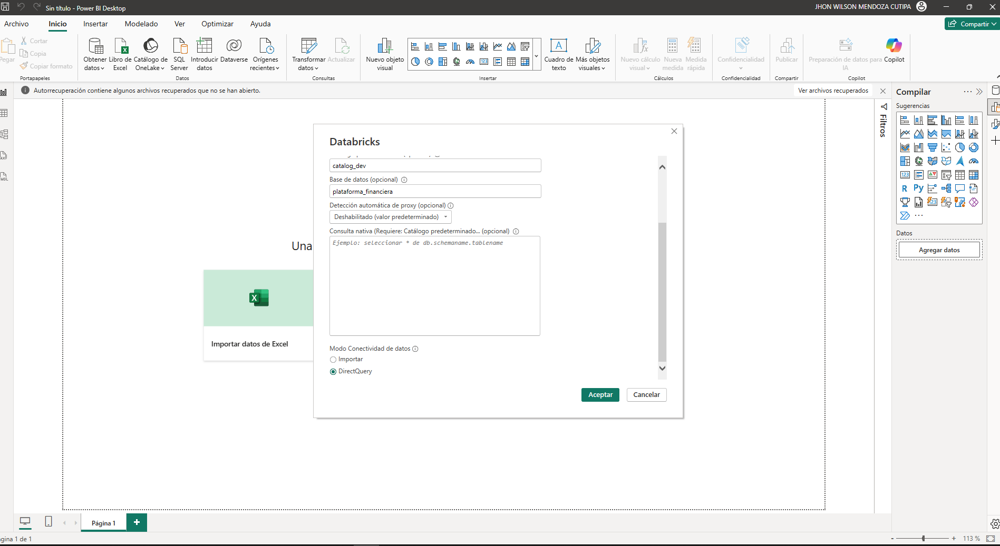 Sin título - Power BI Desktop
JHON WILSON MENDOZA CUTIPA
Archivo
Inicio
Insertar
Modelado
Ver
Optimizar
Ayuda
Compartir
Pegar
Cortar
Copia
Copiar formato
Portapapeles
Obtener datos
Libro de Excel
Catálogo de OneLake
SQL Server
Introducir datos
Dataverse
Orígenes recientes
Datos
Transformar datos
Actualizar
Consultas
Nuevo objeto visual
Insertar
A
Cuadro de texto
Más objetos visuales
Nuevo cálculo visual
Nueva medida
Medida rápida
Cálculos
Confidencialidad
Confidencialidad
Publicar
Compartir
Preparación de datos para IA
Copilot
Copilot
Autorrecuperación contiene algunos archivos recuperados que no se han abierto.
Ver archivos recuperados
Filtros
Compilar
Sugerencias
123
R
Py
123
Datos
Agregar datos
Una
Importar datos de Excel
Databricks
catalog_dev
Base de datos (opcional)
plataforma_financiera
Detección automática de proxy (opcional)
Deshabilitado (valor predeterminado)
Consulta nativa (Requiere: Catálogo predeterminado... (opcional)
Ejemplo: seleccionar * de db.schemaname.tablename
Modo Conectividad de datos
Importar
DirectQuery
Aceptar
Cancelar
Página 1
ágina 1 de 1
- + 113 %